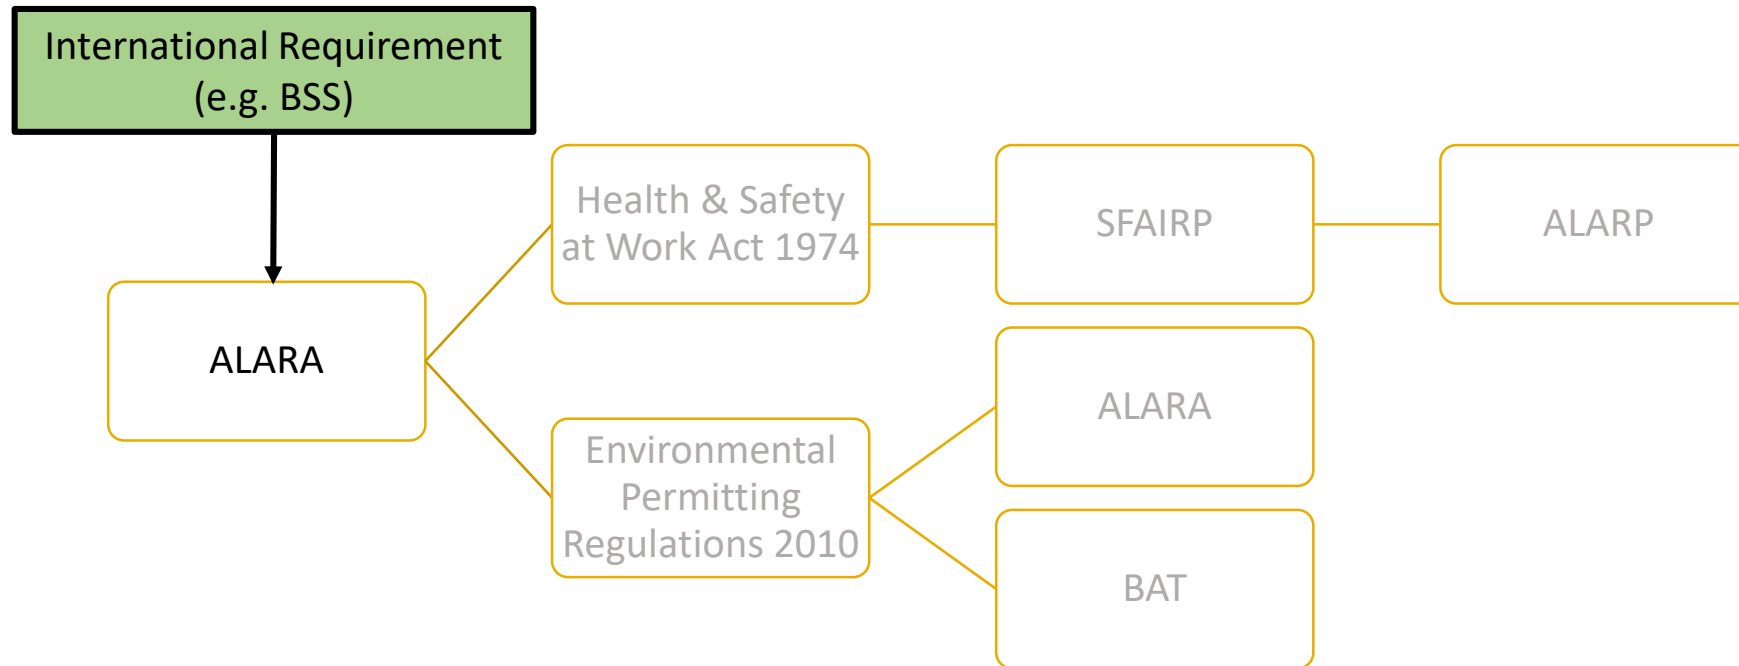 International Requirement
(e.g. BSS)
ALARA
Health & Safety
at Work Act 1974
SFAIRP
ALARP
Environmental
Permitting
Regulations 2010
ALARA
BAT